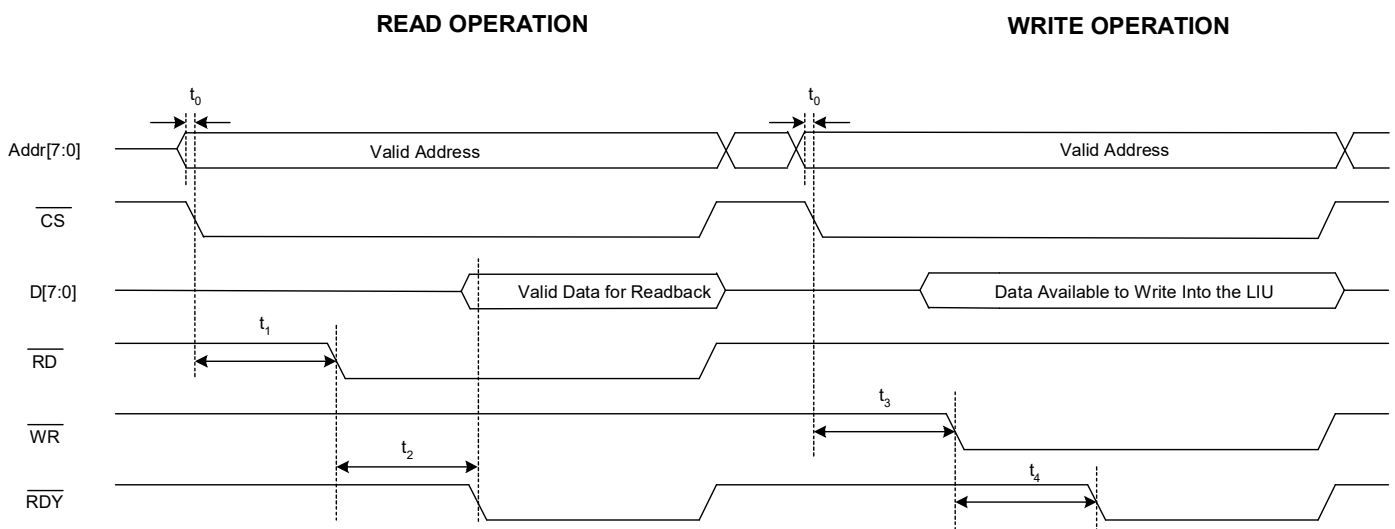 READ OPERATION WRITE OPERATION
t0 t0
Addr[7:0] Valid Address Valid Address
CS
D[7:0] Valid Data for Readback Data Available to Write Into the LIU
t1
RD
t3
WR
t2 t4
RDY